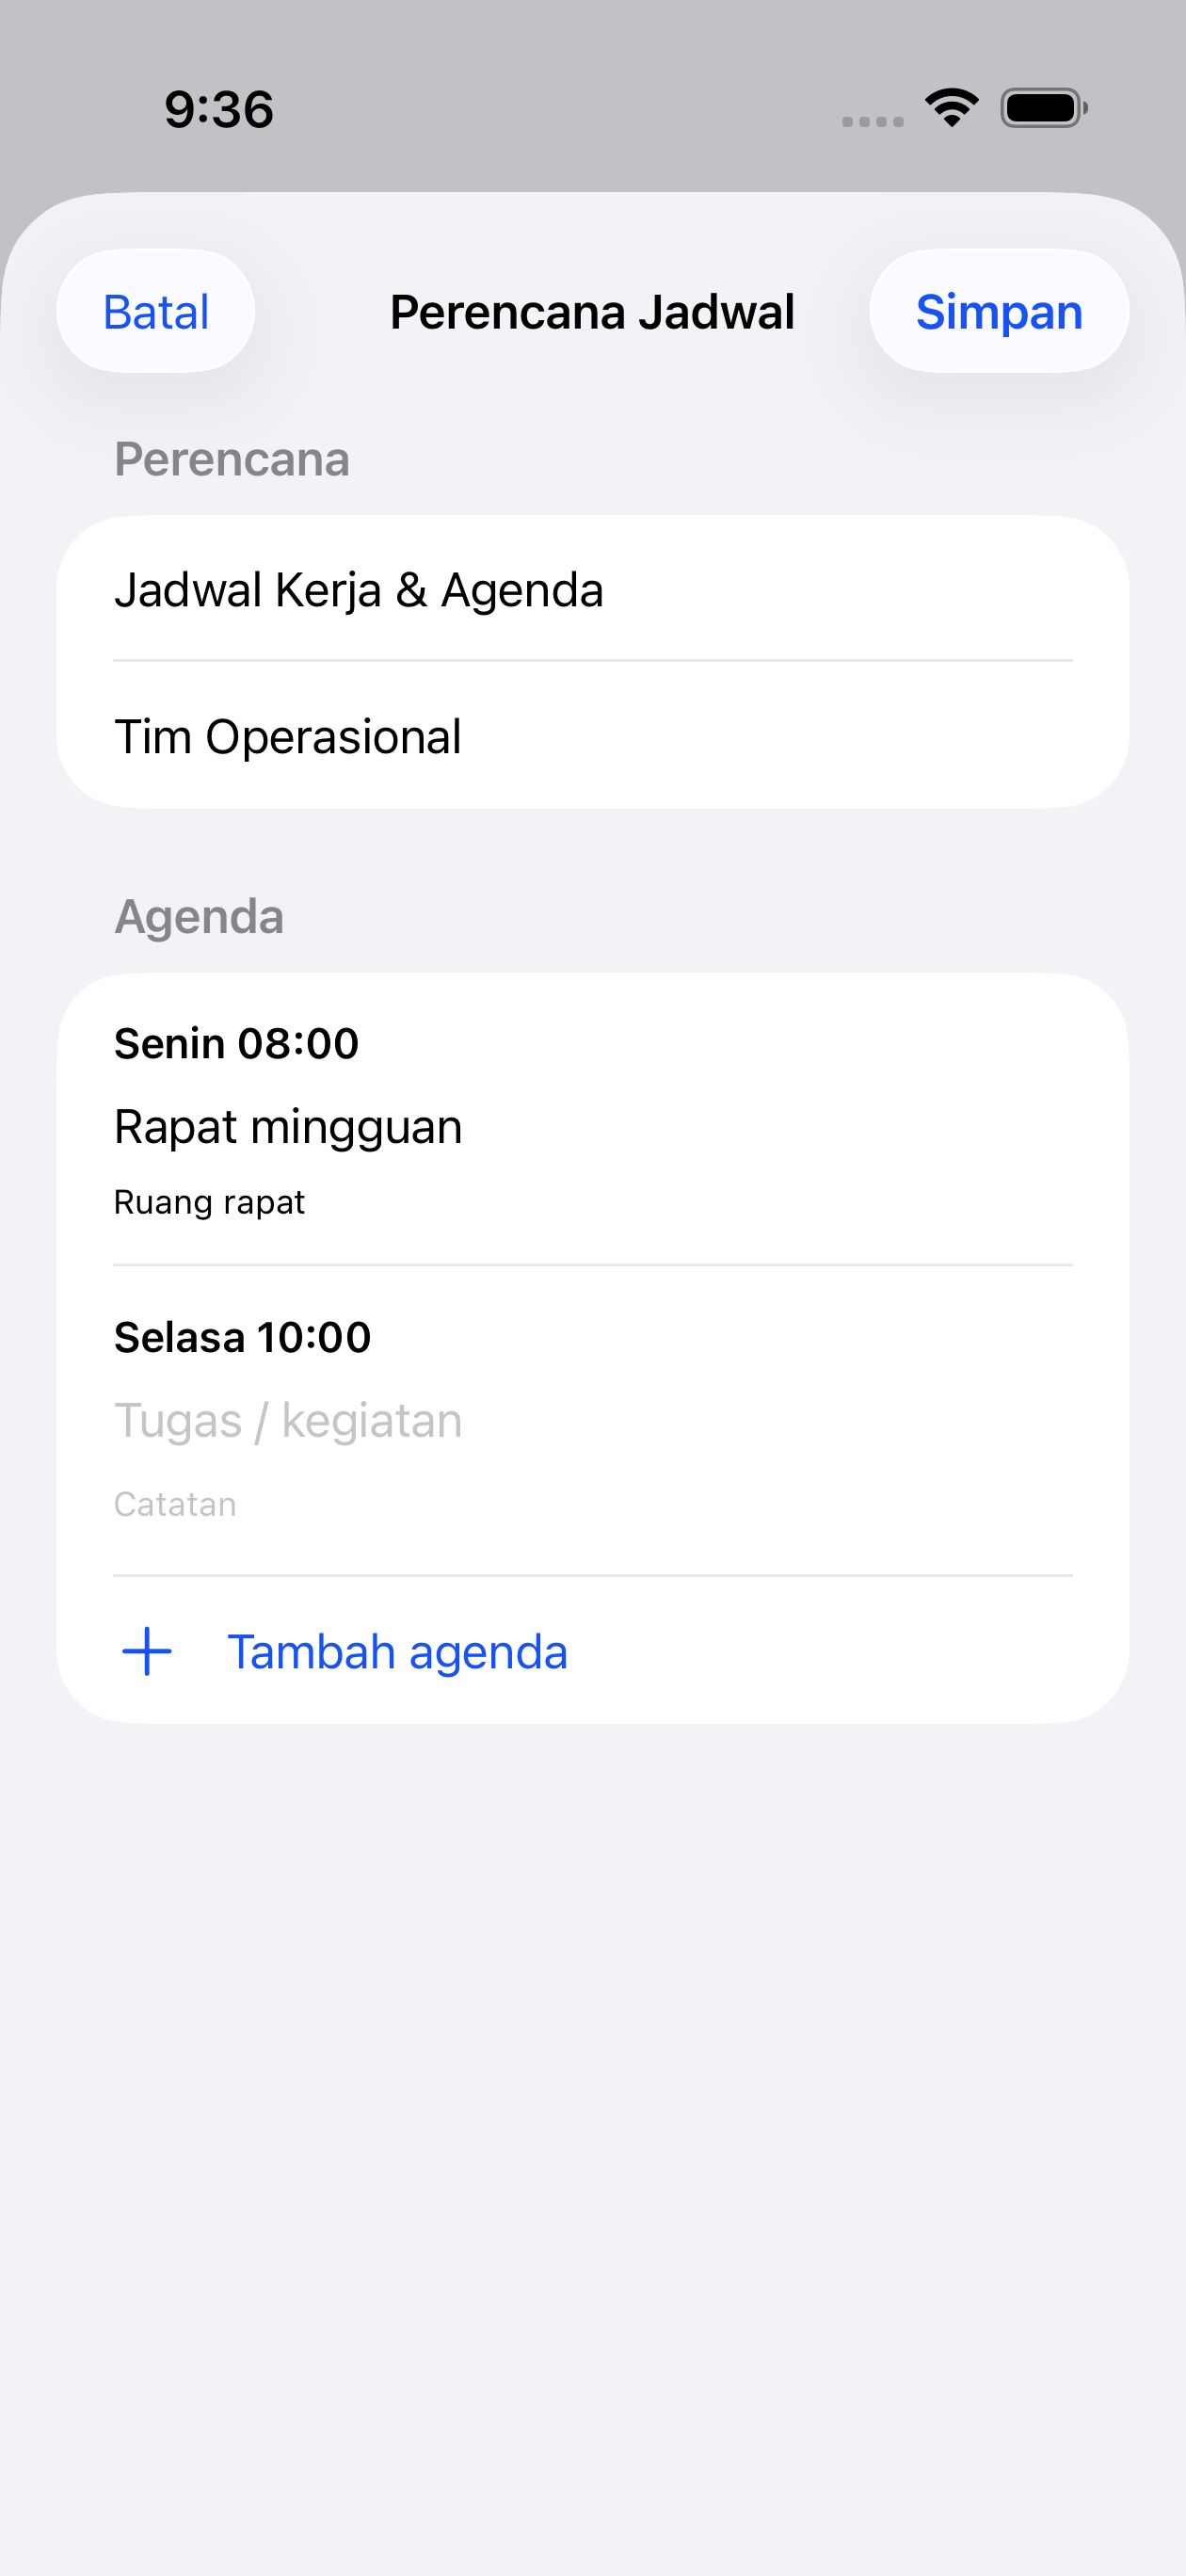 9:36
Batal
Perencana Jadwal
Simpan
Perencana
Jadwal Kerja & Agenda
Tim Operasional
Agenda
Senin 08:00
Rapat mingguan
Ruang rapat
Selasa 10:00
Tugas / kegiatan
Catatan
Tambah agenda